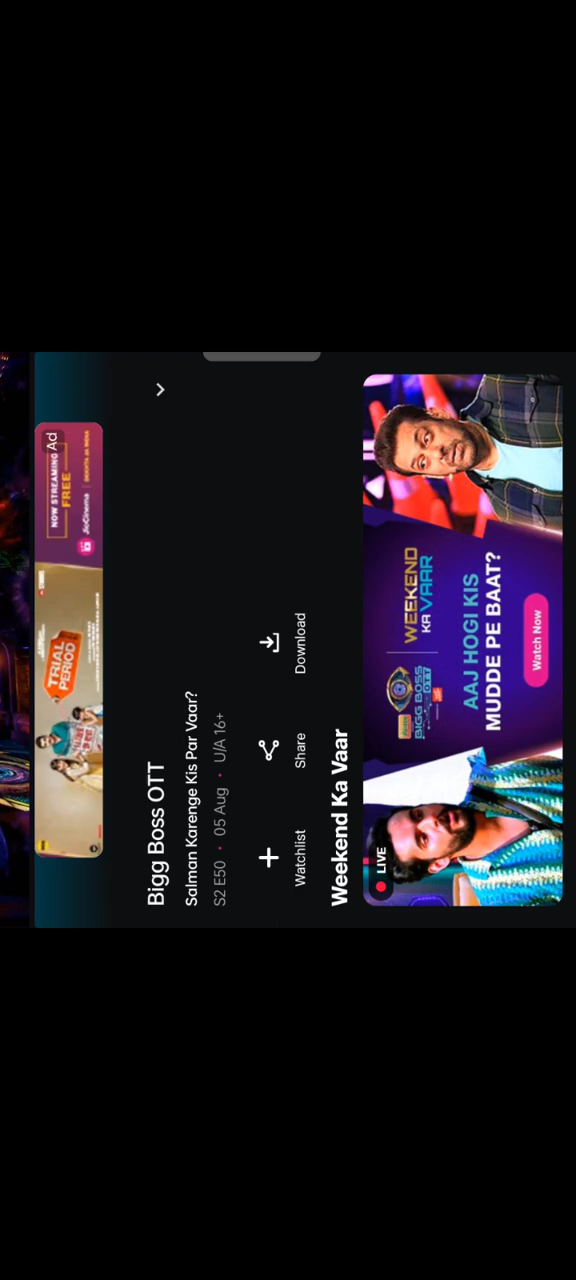 Ad
NOW STREAMING
FREE
JioCinema
TRIAL
PERIOD
Bigg Boss OTT
Salman Karenge Kis Par Vaar?
S2 E50 • 05 Aug • U/A 16+
Watchlist
Share
Download
Weekend Ka Vaar
LIVE
BIGG BOSS
OTT
WEEKEND
KA VAAR
AAJ HOGI KIS
MUDDE PE BAAT?
Watch Now